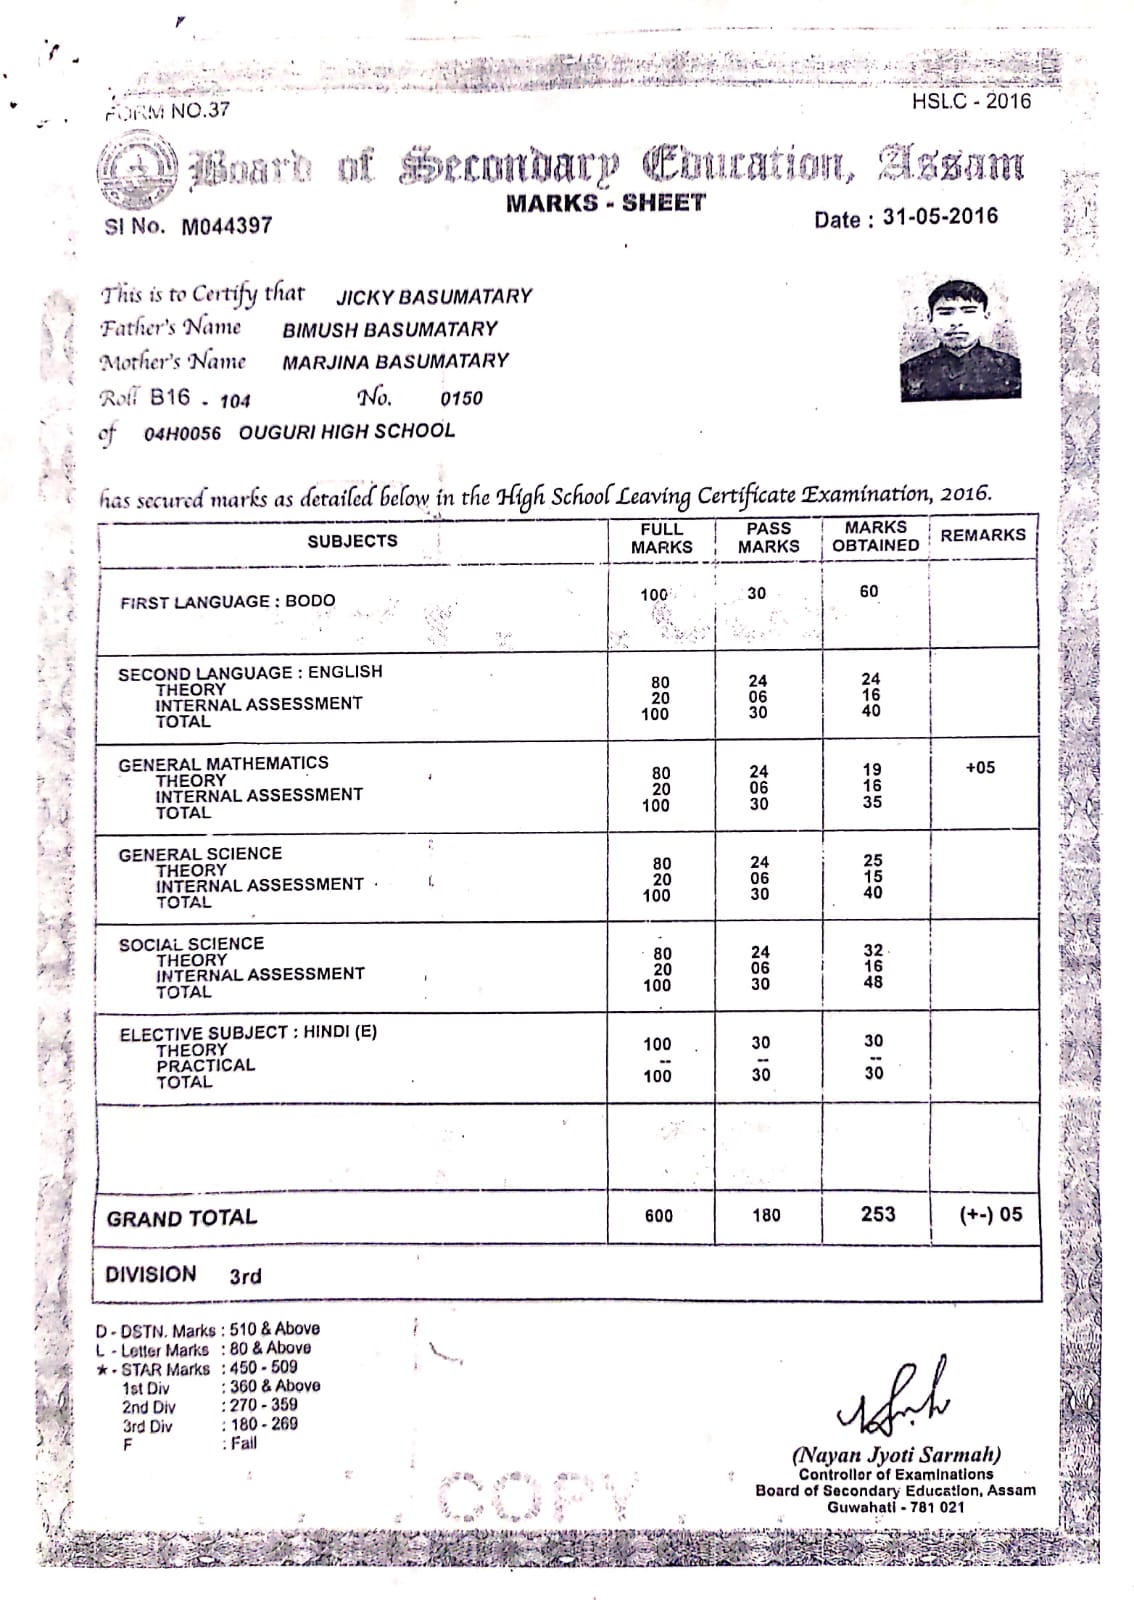 FORM NO.37
HSLC - 2016
Board of Secondary Education, Assam
MARKS - SHEET
Sl No. M044397
Date : 31-05-2016
This is to Certify that JICKY BASUMATARY
Father's Name BIMUSH BASUMATARY
Mother's Name MARJINA BASUMATARY
Roll B16 - 104 No. 0150
of 04H0056 OUGURI HIGH SCHOOL
has secured marks as detailed below in the High School Leaving Certificate Examination, 2016.
SUBJECTS FULL MARKS PASS MARKS MARKS OBTAINED REMARKS
FIRST LANGUAGE : BODO 100 30 60
SECOND LANGUAGE : ENGLISH
THEORY 80 24 24
INTERNAL ASSESSMENT 20 06 16
TOTAL 100 30 40
GENERAL MATHEMATICS +05
THEORY 80 24 19
INTERNAL ASSESSMENT 20 06 16
TOTAL 100 30 35
GENERAL SCIENCE
THEORY 80 24 25
INTERNAL ASSESSMENT 20 06 15
TOTAL 100 30 40
SOCIAL SCIENCE
THEORY 80 24 32
INTERNAL ASSESSMENT 20 06 16
TOTAL 100 30 48
ELECTIVE SUBJECT : HINDI (E)
THEORY 100 30 30
PRACTICAL -- -- --
TOTAL 100 30 30
GRAND TOTAL 600 180 253 (+-) 05
DIVISION 3rd
D - DSTN. Marks : 510 & Above
L - Letter Marks : 80 & Above
★ - STAR Marks : 450 - 509
1st Div : 360 & Above
2nd Div : 270 - 359
3rd Div : 180 - 269
F : Fail
(Nayan Jyoti Sarmah)
Controller of Examinations
Board of Secondary Education, Assam
Guwahati - 781 021
COPY